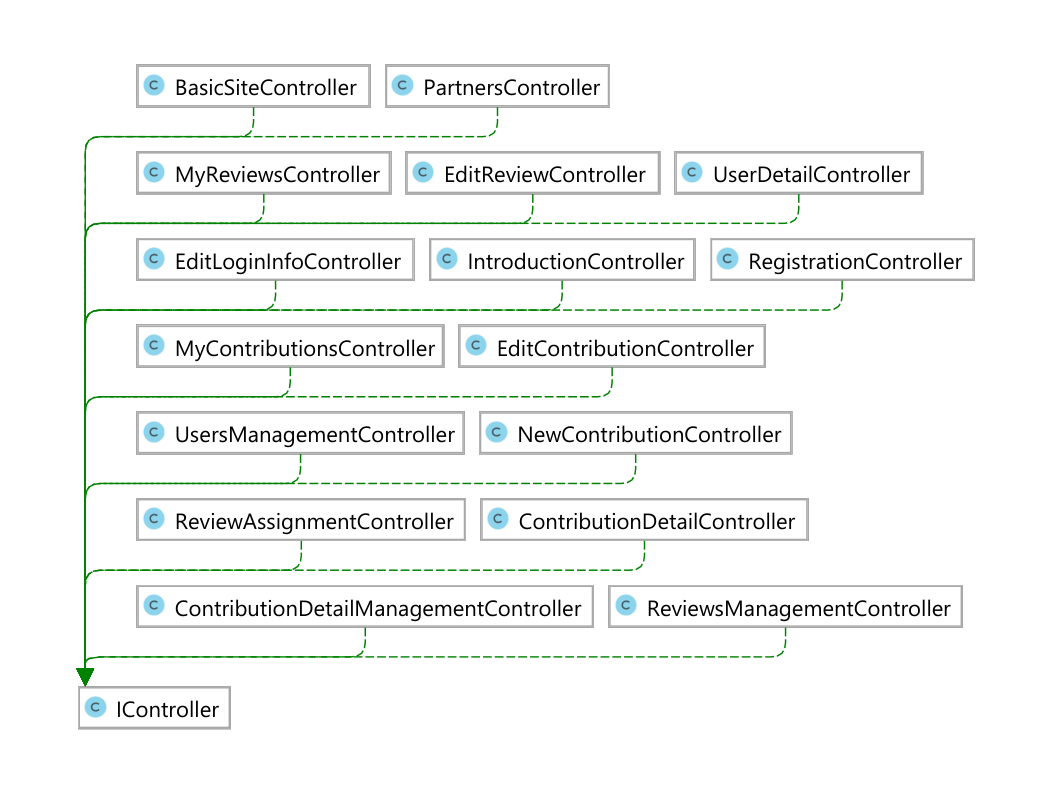 C BasicSiteController C PartnersController
C MyReviewsController C EditReviewController C UserDetailController
C EditLoginInfoController C IntroductionController C RegistrationController
C MyContributionsController C EditContributionController
C UsersManagementController C NewContributionController
C ReviewAssignmentController C ContributionDetailController
C ContributionDetailManagementController C ReviewsManagementController
C IController